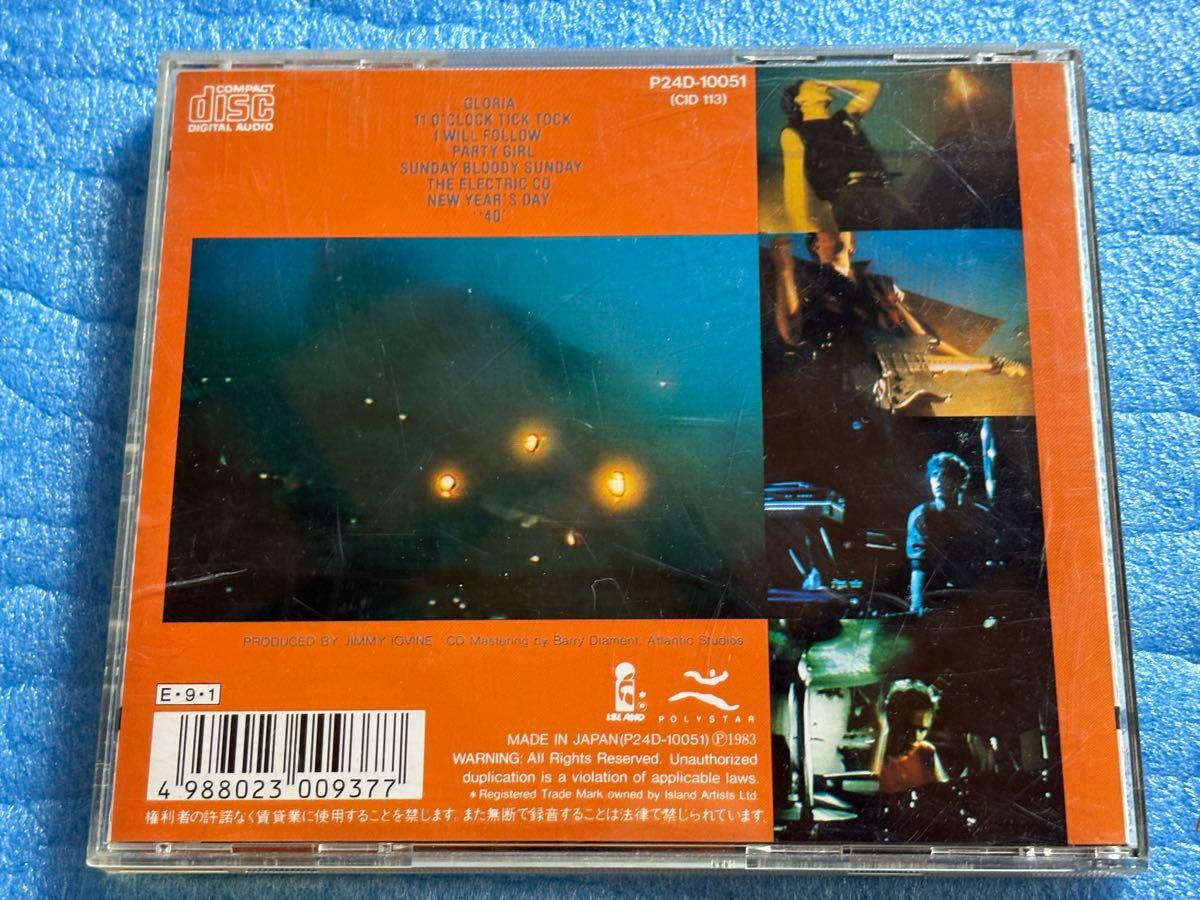 COMPACT
disc
DIGITAL AUDIO
P24D-10051
(CID 113)
GLORIA
11 O'CLOCK TICK TOCK
I WILL FOLLOW
PARTY GIRL
SUNDAY BLOODY SUNDAY
THE ELECTRIC CO
NEW YEAR'S DAY
"40"
PRODUCED BY JIMMY IOVINE CD Mastering by Barry Diament, Atlantic Studios
E・9・1
ISLAND
®
POLYSTAR
4 988023 009377
MADE IN JAPAN(P24D-10051)Ⓟ1983
WARNING: All Rights Reserved. Unauthorized
duplication is a violation of applicable laws.
* Registered Trade Mark owned by Island Artists Ltd.
権利者の許諾なく賃貸業に使用することを禁じます。また無断で録音することは法律で禁じられています。